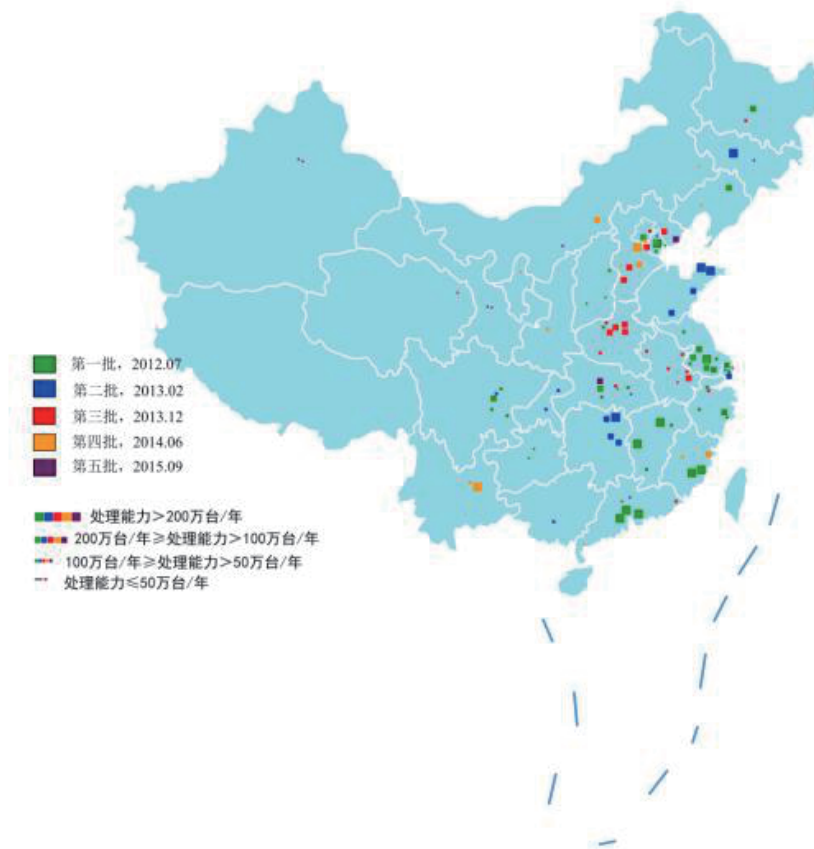 第一批，2012.07
第二批，2013.02
第三批，2013.12
第四批，2014.06
第五批，2015.09
处理能力＞200万台/年
200万台/年≥处理能力＞100万台/年
100万台/年≥处理能力＞50万台/年
处理能力≤50万台/年